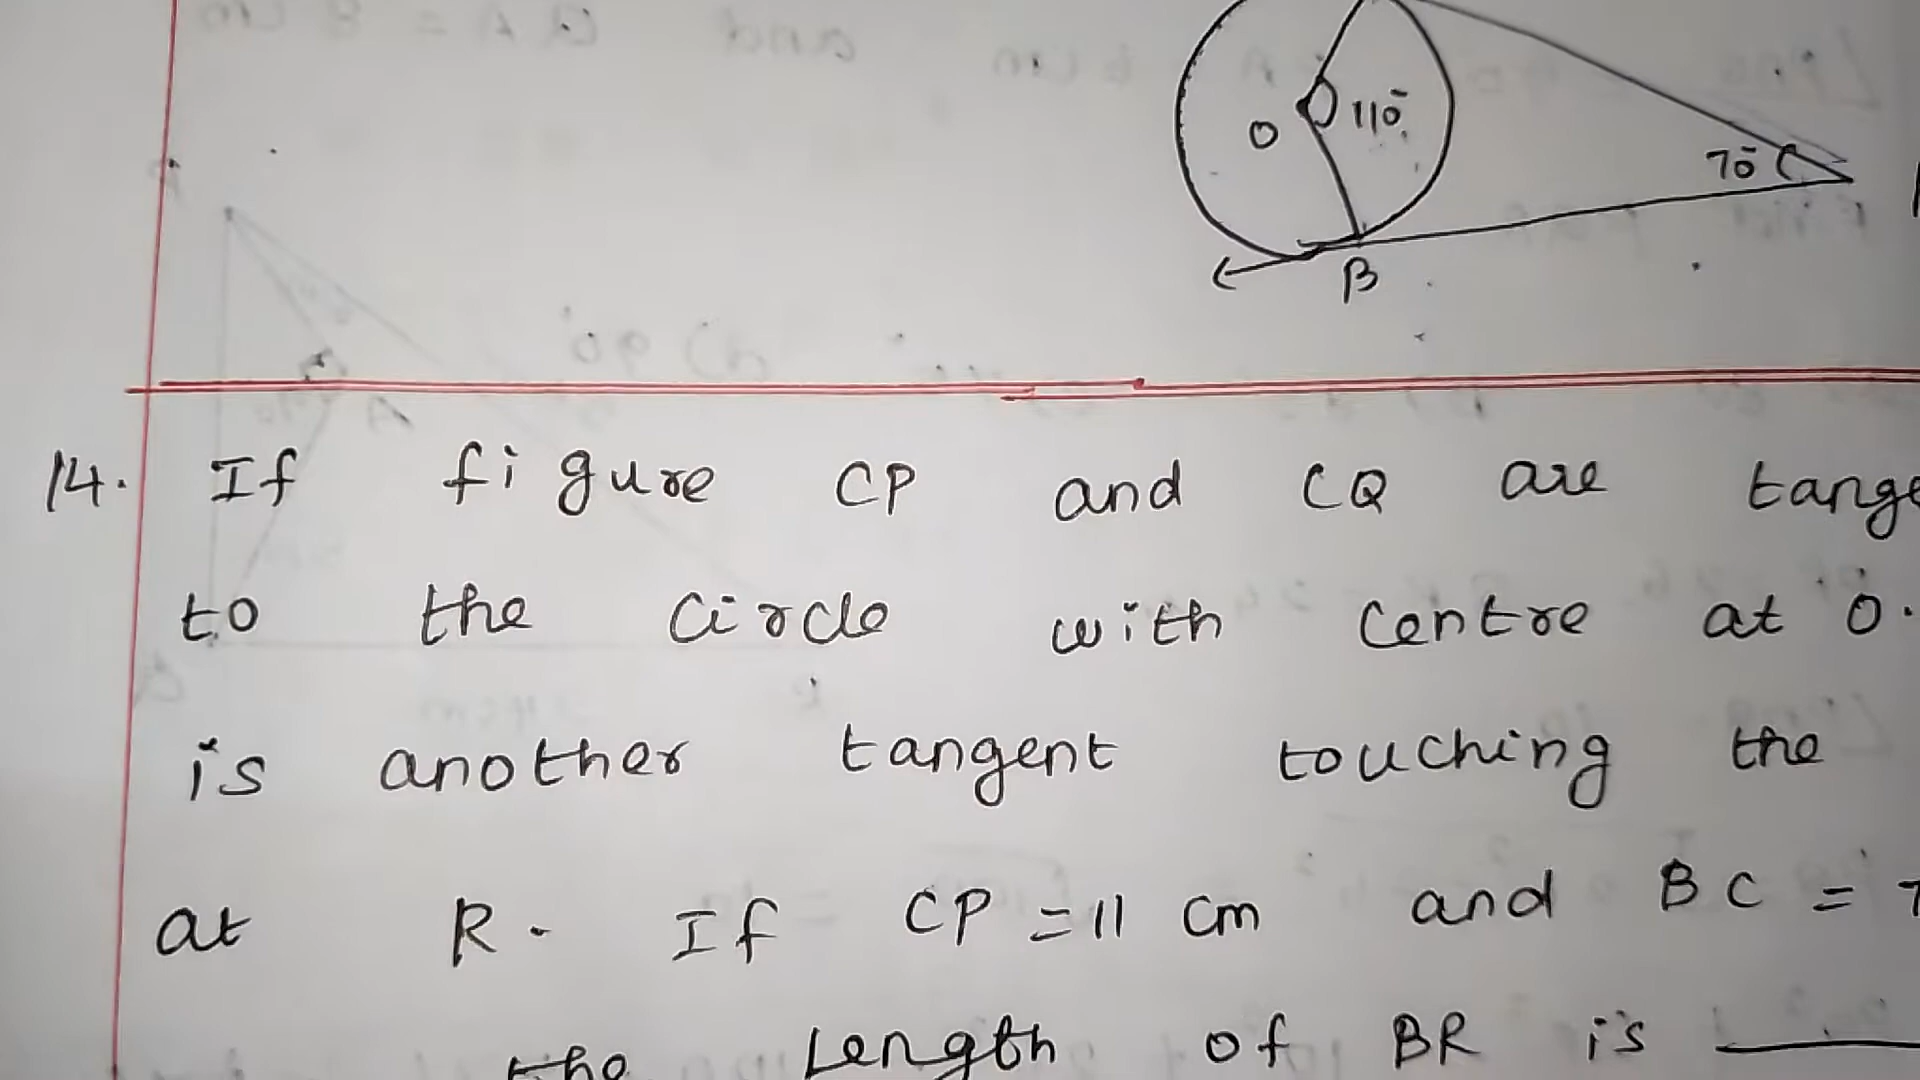 O 110°
70°
B
14. If figure CP and CQ are
to the circle with centre at O.
is another tangent touching the
at R. If CP = 11 cm and BC =
the Length of BR is